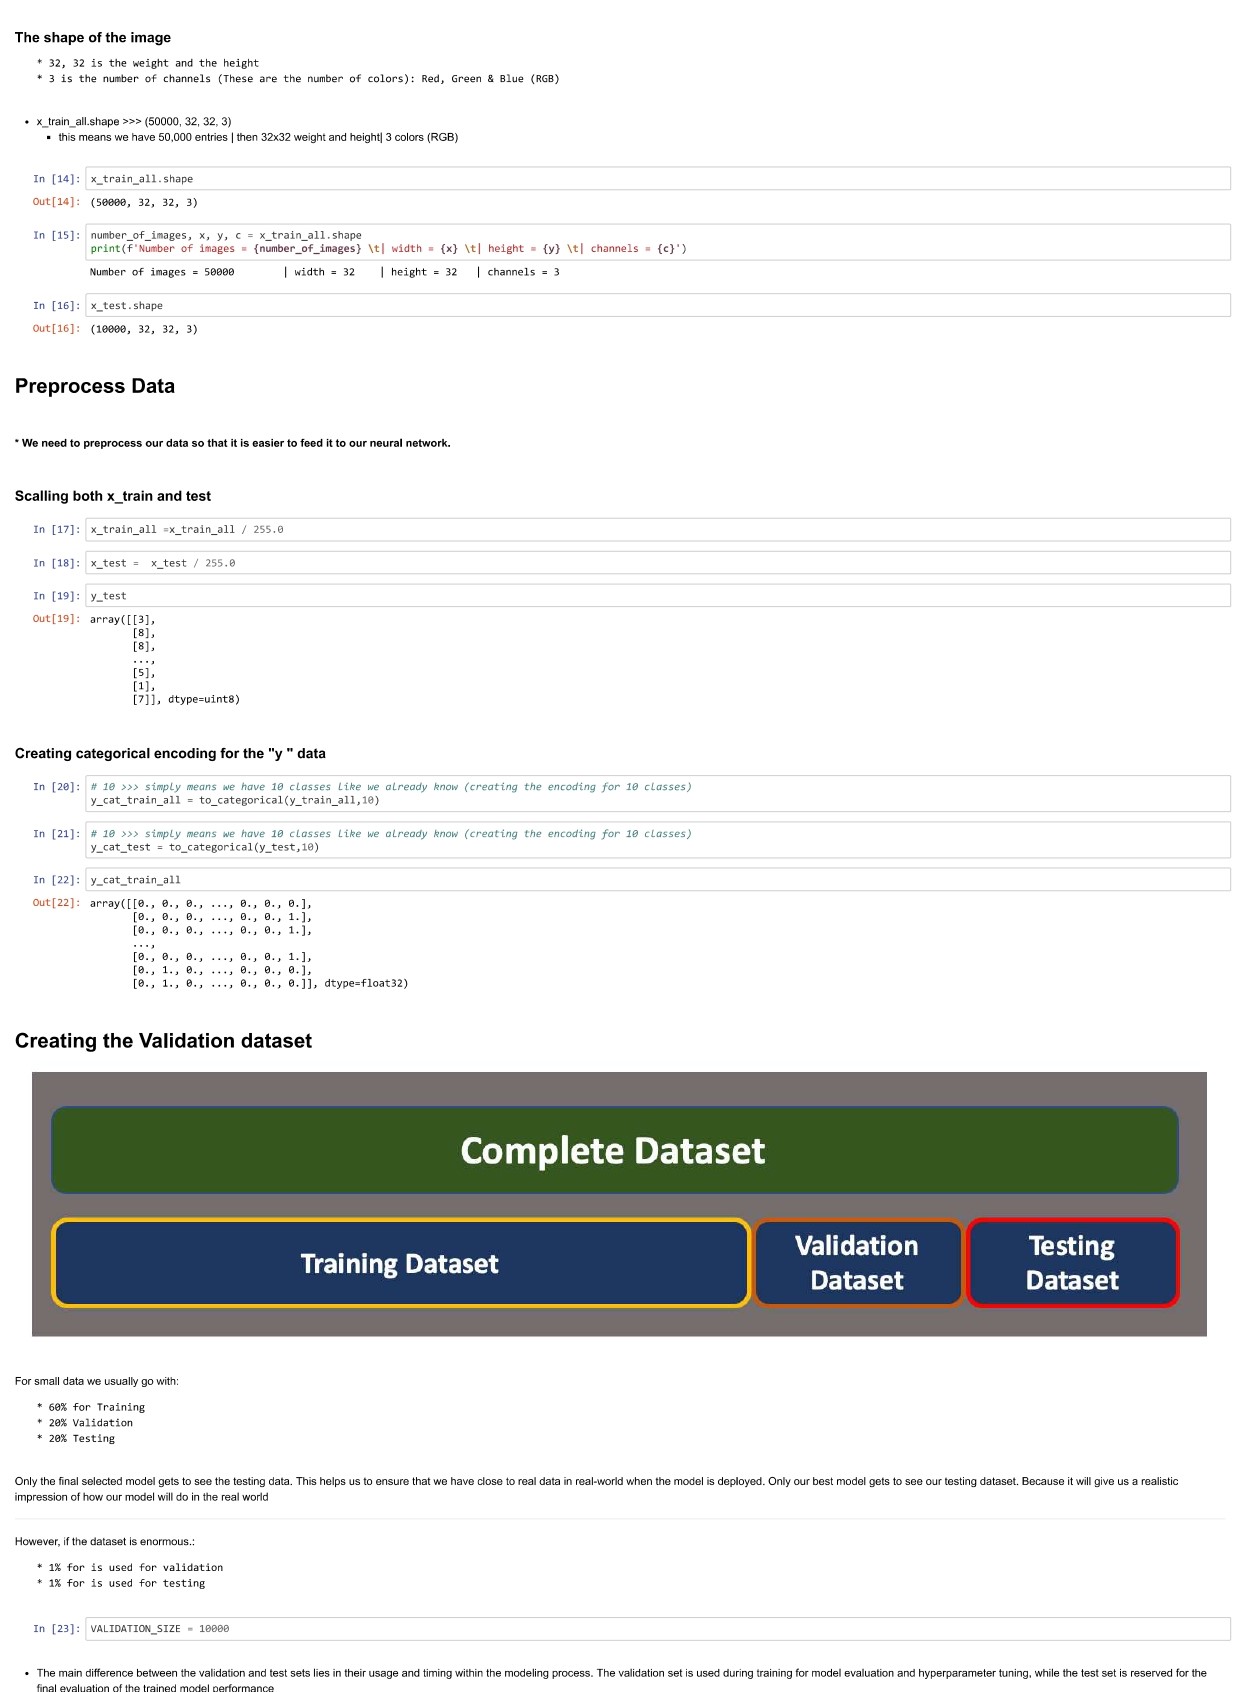 The shape of the image
* 32, 32 is the weight and the height
* 3 is the number of channels (These are the number of colors): Red, Green & Blue (RGB)
• x_train_all.shape >>> (50000, 32, 32, 3)
▪ this means we have 50,000 entries | then 32x32 weight and height| 3 colors (RGB)
In [14]: x_train_all.shape
Out[14]: (50000, 32, 32, 3)
In [15]: number_of_images, x, y, c = x_train_all.shape
print(f'Number of images = {number_of_images} \t| width = {x} \t| height = {y} \t| channels = {c}')
Number of images = 50000 | width = 32 | height = 32 | channels = 3
In [16]: x_test.shape
Out[16]: (10000, 32, 32, 3)
Preprocess Data
* We need to preprocess our data so that it is easier to feed it to our neural network.
Scalling both x_train and test
In [17]: x_train_all =x_train_all / 255.0
In [18]: x_test =  x_test / 255.0
In [19]: y_test
Out[19]: array([[3],
[8],
[8],
...,
[5],
[1],
[7]], dtype=uint8)
Creating categorical encoding for the "y " data
In [20]: # 10 >>> simply means we have 10 classes like we already know (creating the encoding for 10 classes)
y_cat_train_all = to_categorical(y_train_all,10)
In [21]: # 10 >>> simply means we have 10 classes like we already know (creating the encoding for 10 classes)
y_cat_test = to_categorical(y_test,10)
In [22]: y_cat_train_all
Out[22]: array([[0., 0., 0., ..., 0., 0., 0.],
[0., 0., 0., ..., 0., 0., 1.],
[0., 0., 0., ..., 0., 0., 1.],
...,
[0., 0., 0., ..., 0., 0., 1.],
[0., 1., 0., ..., 0., 0., 0.],
[0., 1., 0., ..., 0., 0., 0.]], dtype=float32)
Creating the Validation dataset
Complete Dataset
Training Dataset
Validation
Dataset
Testing
Dataset
For small data we usually go with:
* 60% for Training
* 20% Validation
* 20% Testing
Only the final selected model gets to see the testing data. This helps us to ensure that we have close to real data in real-world when the model is deployed. Only our best model gets to see our testing dataset. Because it will give us a realistic
impression of how our model will do in the real world
However, if the dataset is enormous.:
* 1% for is used for validation
* 1% for is used for testing
In [23]: VALIDATION_SIZE = 10000
• The main difference between the validation and test sets lies in their usage and timing within the modeling process. The validation set is used during training for model evaluation and hyperparameter tuning, while the test set is reserved for the
final evaluation of the trained model performance